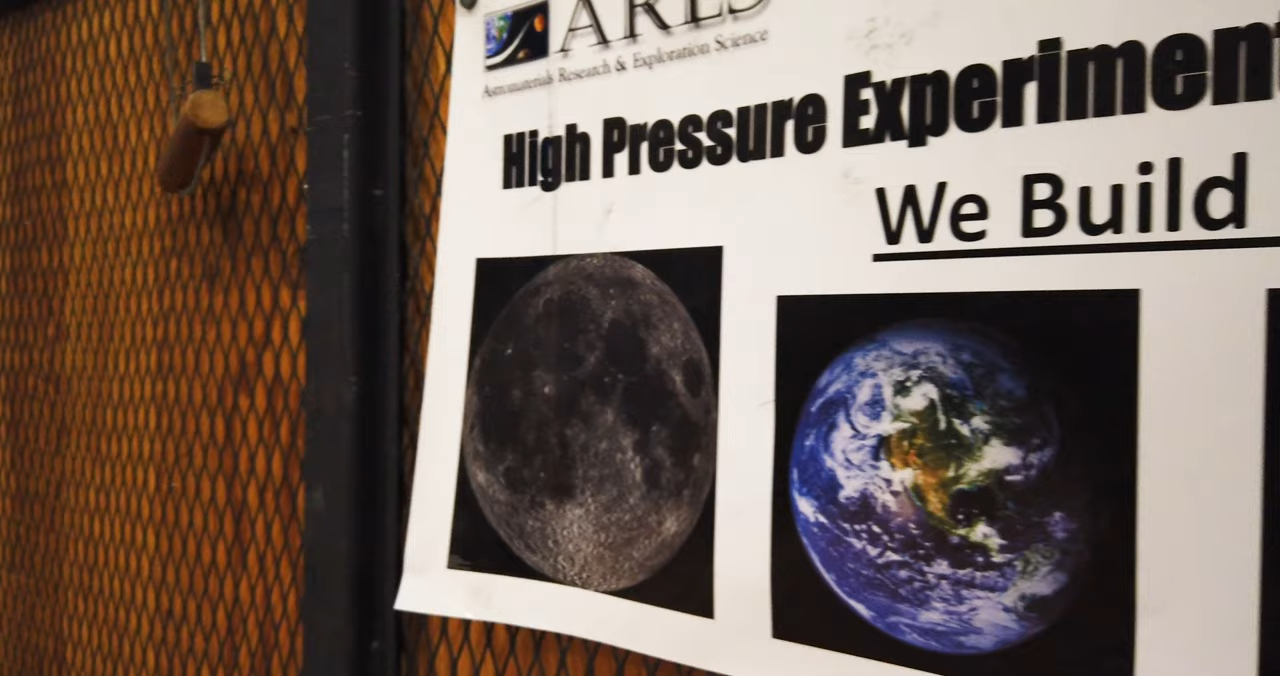 ARES
Astromaterials Research & Exploration Science
High Pressure Experiment
We Build